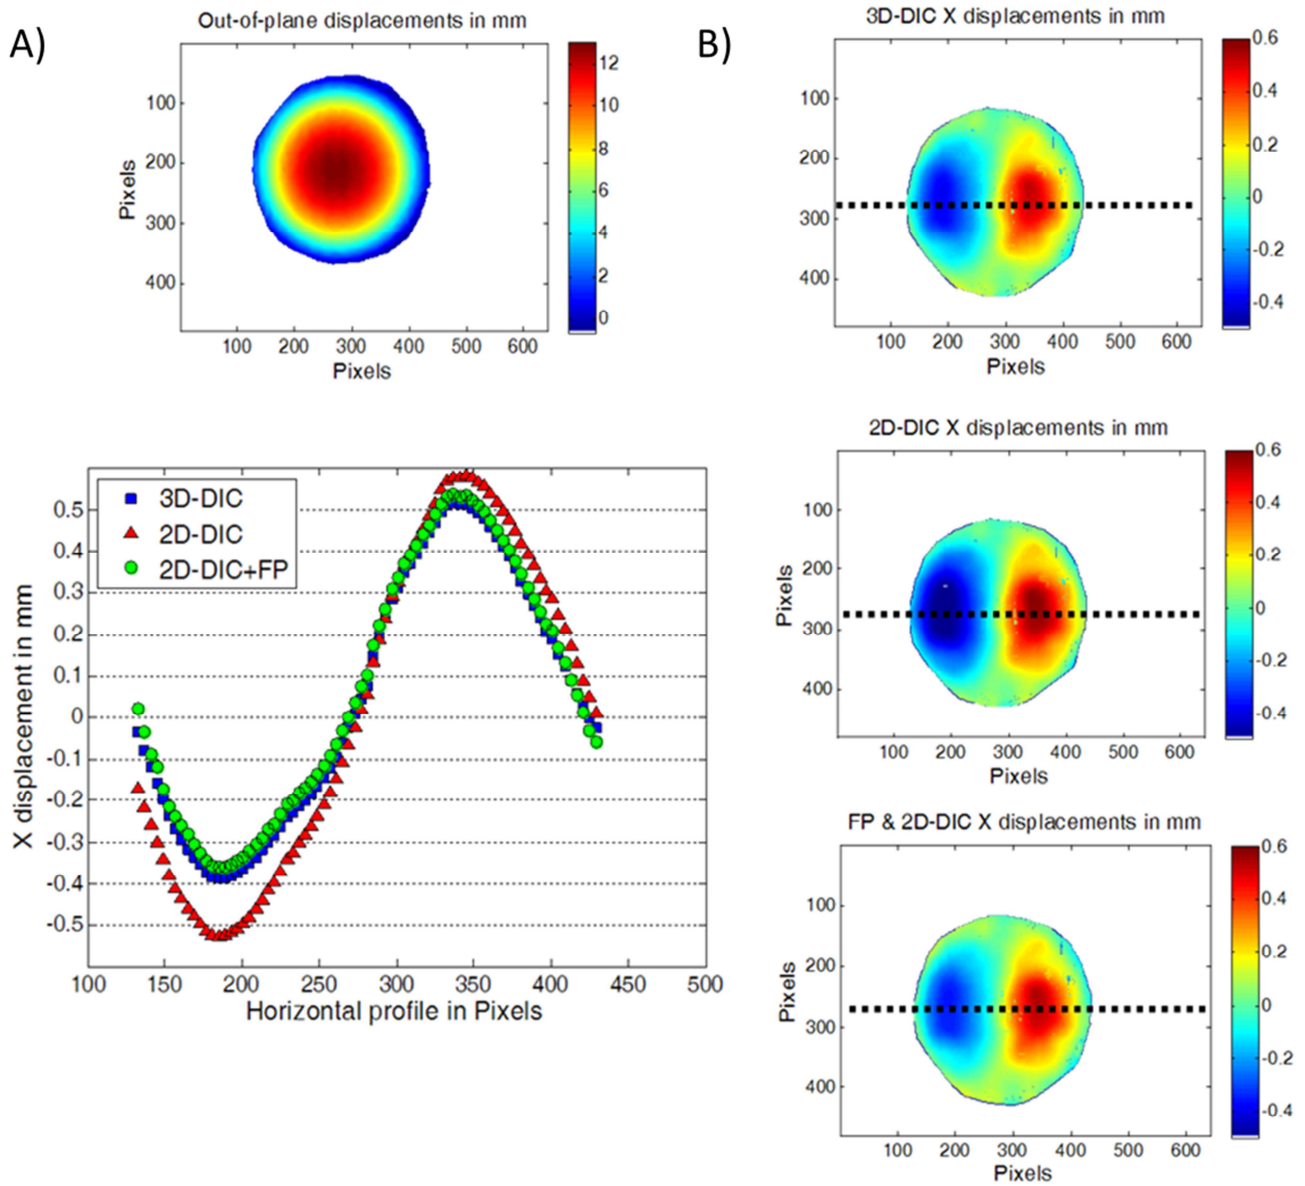 A)
Out-of-plane displacements in mm
Pixels
100
200
300
400
100 200 300 400 500 600
Pixels
12
10
8
6
4
2
0
X displacement in mm
0.5
0.4
0.3
0.2
0.1
0
-0.1
-0.2
-0.3
-0.4
-0.5
3D-DIC
2D-DIC
2D-DIC+FP
100 150 200 250 300 350 400 450 500
Horizontal profile in Pixels
B)
3D-DIC X displacements in mm
100
200
300
400
100 200 300 400 500 600
Pixels
0.6
0.4
0.2
0
-0.2
-0.4
2D-DIC X displacements in mm
Pixels
100
200
300
400
100 200 300 400 500 600
Pixels
0.6
0.4
0.2
0
-0.2
-0.4
FP & 2D-DIC X displacements in mm
Pixels
100
200
300
400
100 200 300 400 500 600
Pixels
0.6
0.4
0.2
0
-0.2
-0.4